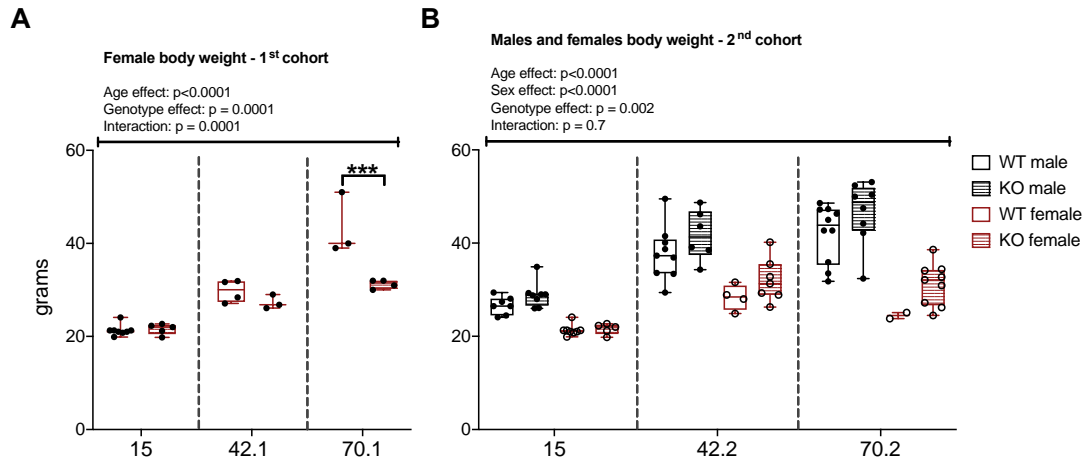 A
Female body weight - 1st cohort
Age effect: p<0.0001
Genotype effect: p = 0.0001
Interaction: p = 0.0001
60
40
20
0
grams
***
15
42.1
70.1
B
Males and females body weight - 2nd cohort
Age effect: p<0.0001
Sex effect: p<0.0001
Genotype effect: p = 0.002
Interaction: p = 0.7
60
40
20
0
15
42.2
70.2
WT male
KO male
WT female
KO female